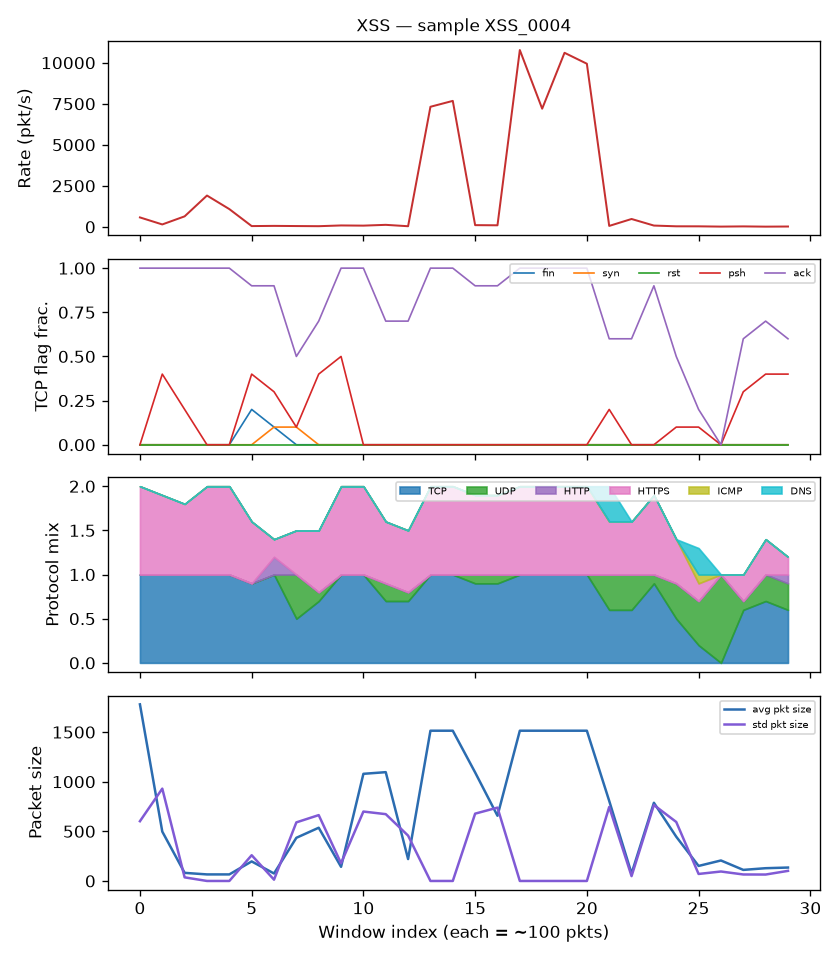 XSS — sample XSS_0004
10000
7500
5000
2500
0
Rate (pkt/s)
fin syn rst psh ack
1.00
0.75
0.50
0.25
0.00
TCP flag frac.
TCP UDP HTTP HTTPS ICMP DNS
2.0
1.5
1.0
0.5
0.0
Protocol mix
avg pkt size
std pkt size
1500
1000
500
0
Packet size
0 5 10 15 20 25 30
Window index (each = ~100 pkts)